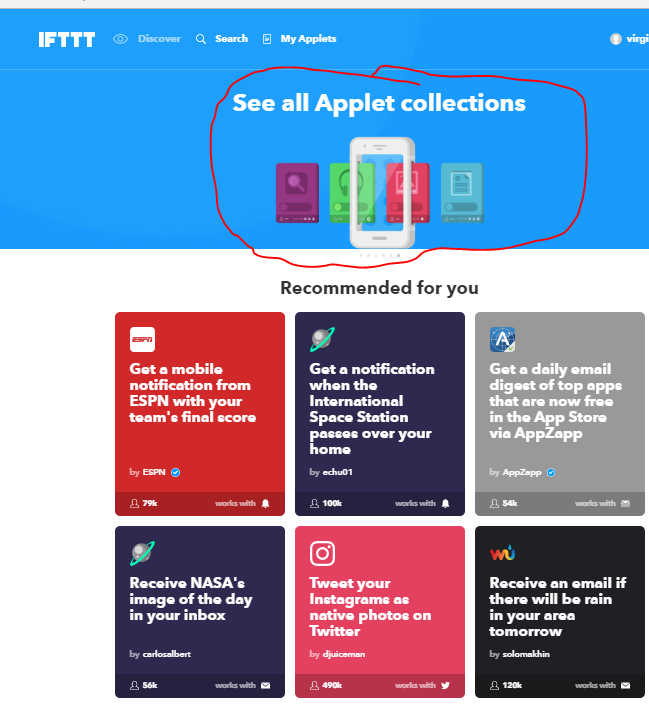 IFTTT Discover Search My Applets virgi
See all Applet collections
Recommended for you
ESPN
Get a mobile
notification from
ESPN with your
team's final score
by ESPN
79k works with
Get a notification
when the
International
Space Station
passes over your
home
by echu01
100k works with
Get a daily email
digest of top apps
that are now free
in the App Store
via AppZapp
by AppZapp
54k works with
Receive NASA's
image of the day
in your inbox
by carlosalbert
56k works with
Tweet your
Instagrams as
native photos on
Twitter
by djuiceman
490k works with
wu
Receive an email if
there will be rain
in your area
tomorrow
by solomakhin
120k works with